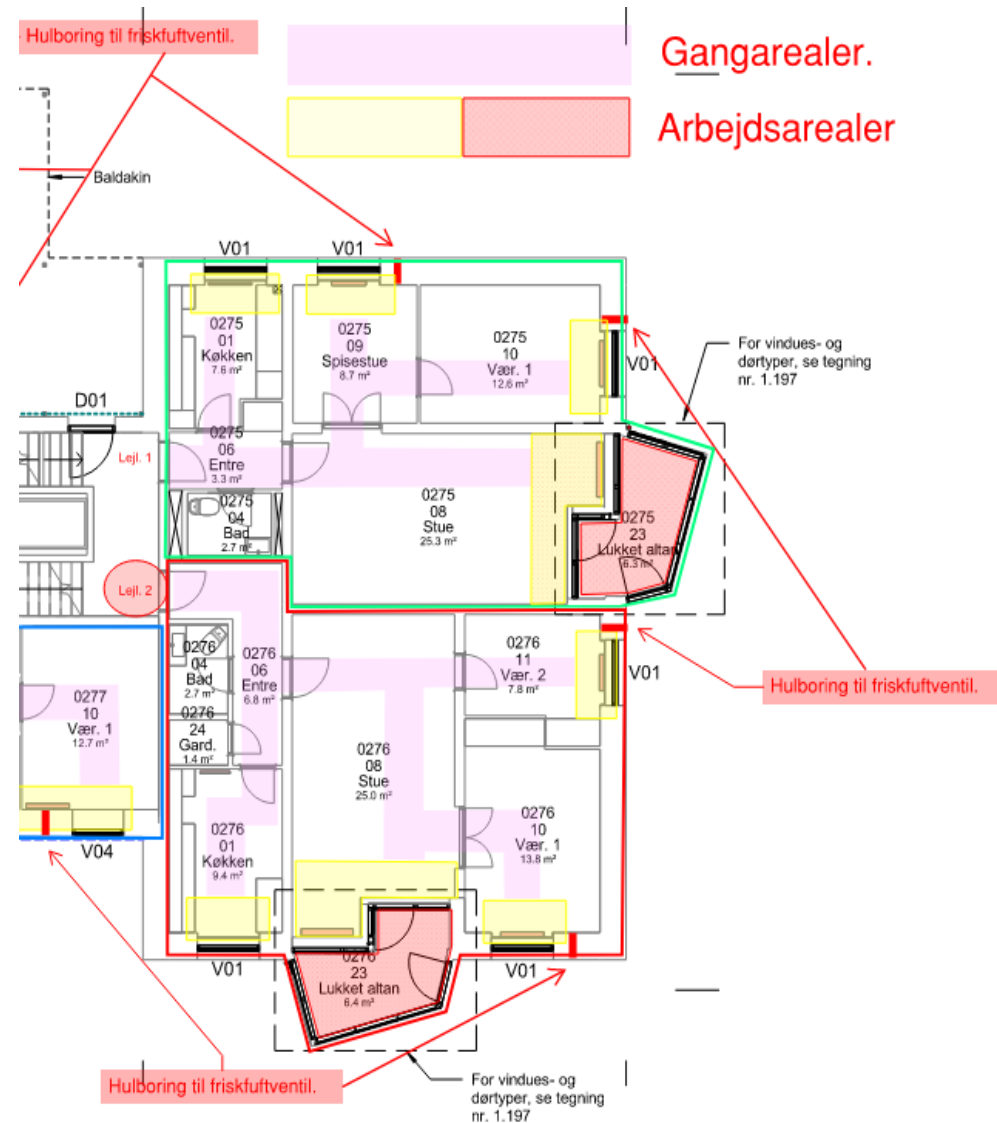 Hulboring til friskfuftventil.
Gangarealer.
Arbejdsarealer
Baldakin
V01
V01
0275
01
Køkken
7.6 m²
0275
09
Spisestue
8.7 m²
0275
10
Vær. 1
12.6 m²
V01
For vindues- og
dørtyper, se tegning
nr. 1.197
D01
Lejl. 1
0275
06
Entre
3.3 m²
0275
04
Bad
2.7 m²
0275
08
Stue
25.3 m²
0275
23
Lukket altan
6.3 m²
Lejl. 2
0276
04
Bad
2.7 m²
0276
06
Entre
6.8 m²
0276
11
Vær. 2
7.8 m²
V01
Hulboring til friskfuftventil.
0277
10
Vær. 1
12.7 m²
0276
24
Gard.
1.4 m²
0276
08
Stue
25.0 m²
0276
10
Vær. 1
13.8 m²
0276
01
Køkken
9.4 m²
V04
V01
0276
23
Lukket altan
6.4 m²
V01
Hulboring til friskfuftventil.
For vindues- og
dørtyper, se tegning
nr. 1.197